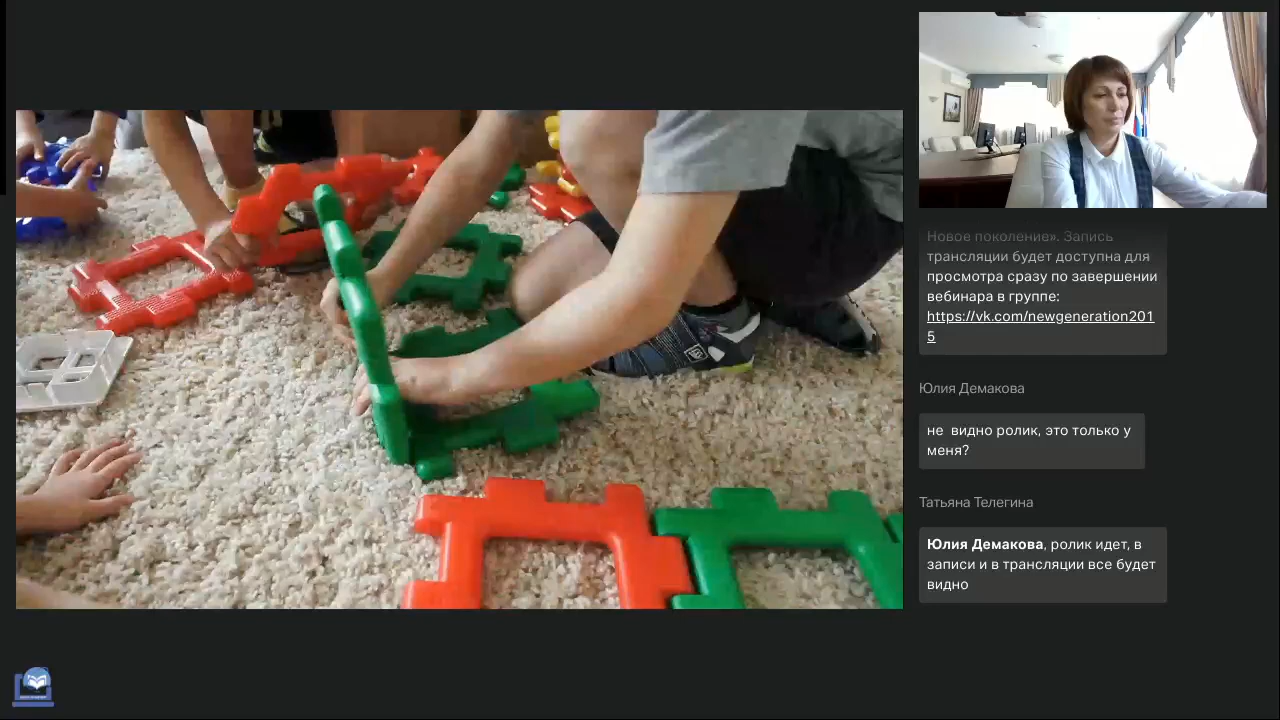 Новое поколение». Запись
трансляции будет доступна для
просмотра сразу по завершении
вебинара в группе:
https://vk.com/newgeneration201
5
Юлия Демакова
не видно ролик, это только у
меня?
Татьяна Телегина
Юлия Демакова, ролик идет, в
записи и в трансляции все будет
видно